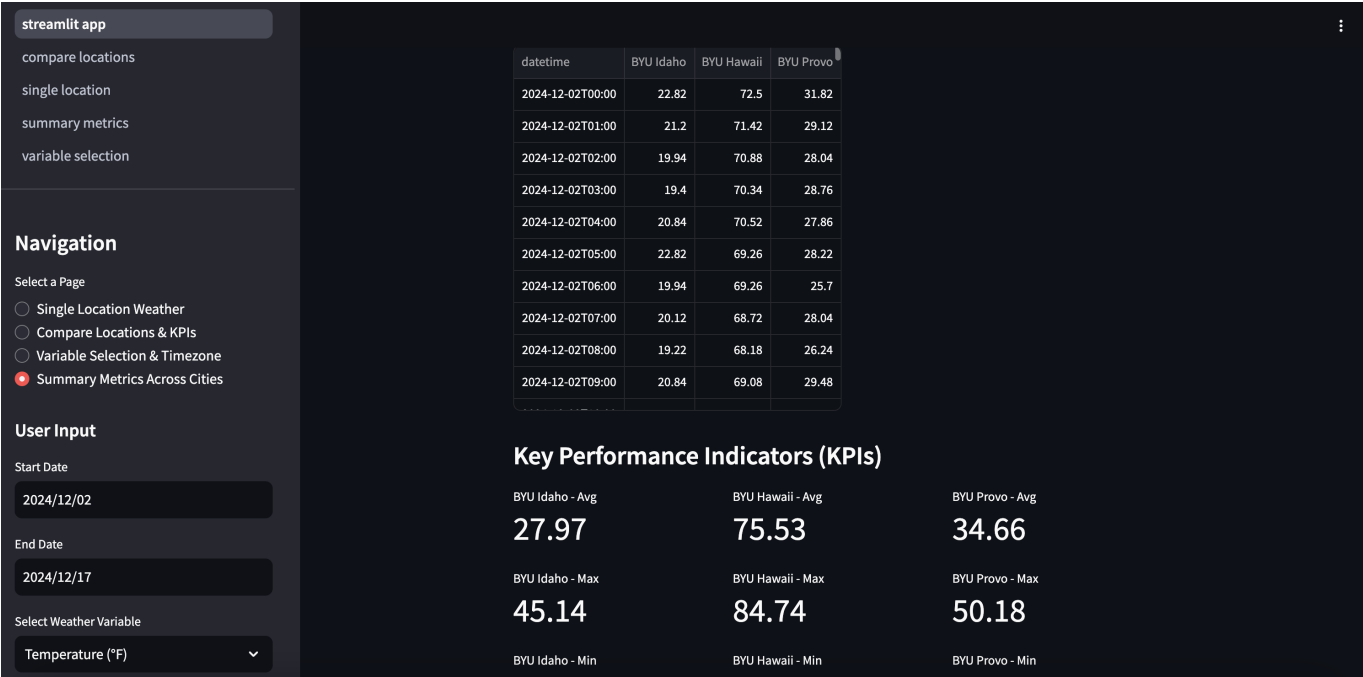 streamlit app
compare locations
single location
summary metrics
variable selection
Navigation
Select a Page
Single Location Weather
Compare Locations & KPIs
Variable Selection & Timezone
Summary Metrics Across Cities
User Input
Start Date
2024/12/02
End Date
2024/12/17
Select Weather Variable
Temperature (°F)
datetime BYU Idaho BYU Hawaii BYU Provo
2024-12-02T00:00 22.82 72.5 31.82
2024-12-02T01:00 21.2 71.42 29.12
2024-12-02T02:00 19.94 70.88 28.04
2024-12-02T03:00 19.4 70.34 28.76
2024-12-02T04:00 20.84 70.52 27.86
2024-12-02T05:00 22.82 69.26 28.22
2024-12-02T06:00 19.94 69.26 25.7
2024-12-02T07:00 20.12 68.72 28.04
2024-12-02T08:00 19.22 68.18 26.24
2024-12-02T09:00 20.84 69.08 29.48
Key Performance Indicators (KPIs)
BYU Idaho - Avg BYU Hawaii - Avg BYU Provo - Avg
27.97 75.53 34.66
BYU Idaho - Max BYU Hawaii - Max BYU Provo - Max
45.14 84.74 50.18
BYU Idaho - Min BYU Hawaii - Min BYU Provo - Min